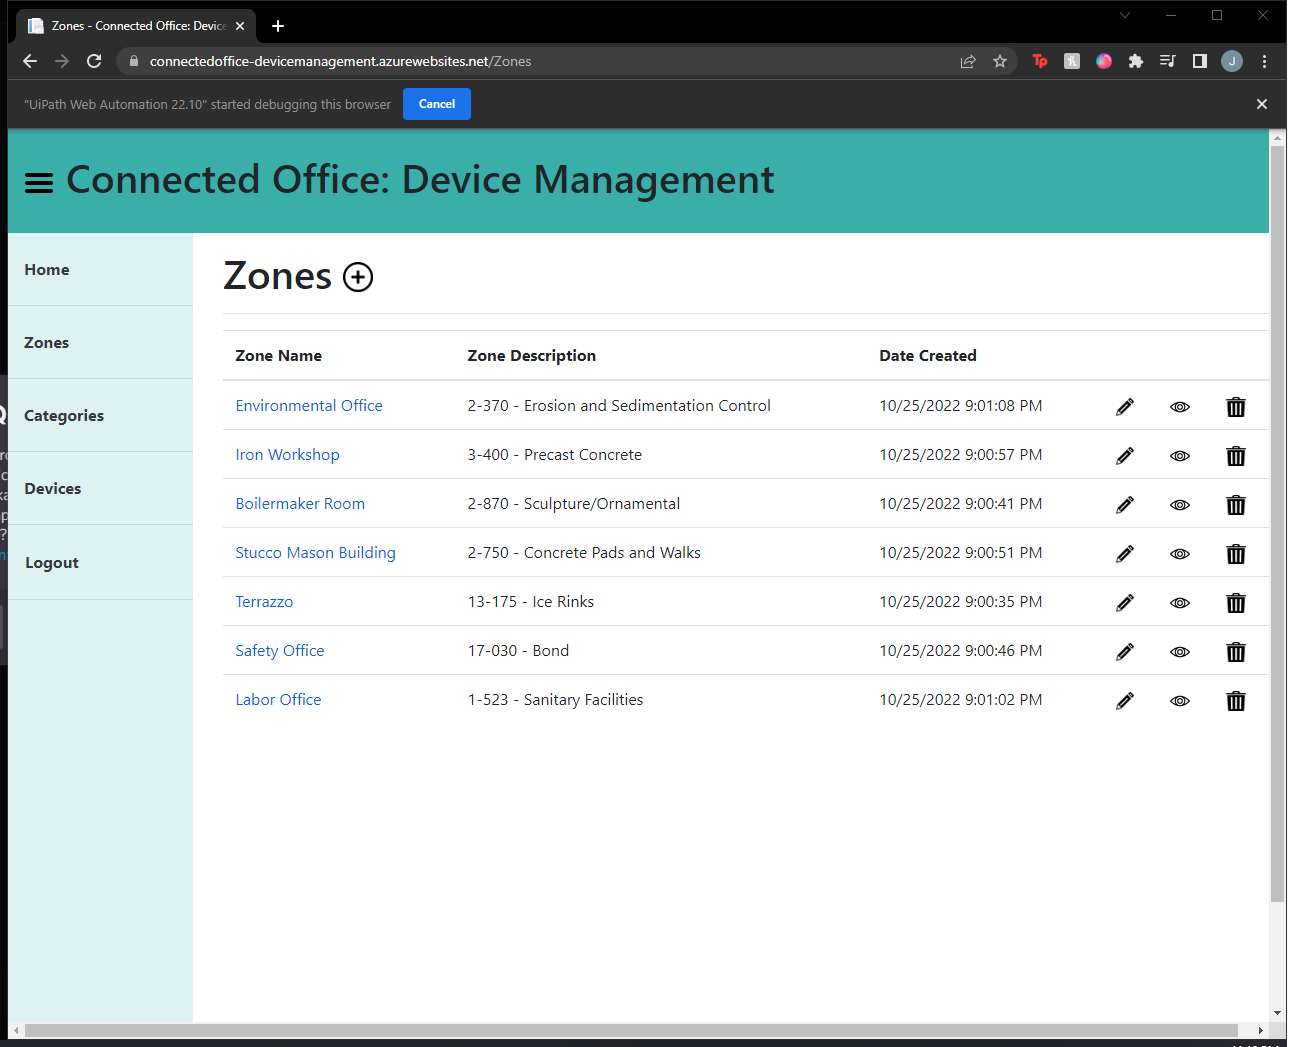 Zones - Connected Office: Device
connectedoffice-devicemanagement.azurewebsites.net/Zones
Tp
J
"UiPath Web Automation 22.10" started debugging this browser Cancel
Connected Office: Device Management
Home
Zones
Categories
Devices
Logout
Zones
Zone Name Zone Description Date Created
Environmental Office 2-370 - Erosion and Sedimentation Control 10/25/2022 9:01:08 PM
Iron Workshop 3-400 - Precast Concrete 10/25/2022 9:00:57 PM
Boilermaker Room 2-870 - Sculpture/Ornamental 10/25/2022 9:00:41 PM
Stucco Mason Building 2-750 - Concrete Pads and Walks 10/25/2022 9:00:51 PM
Terrazzo 13-175 - Ice Rinks 10/25/2022 9:00:35 PM
Safety Office 17-030 - Bond 10/25/2022 9:00:46 PM
Labor Office 1-523 - Sanitary Facilities 10/25/2022 9:01:02 PM